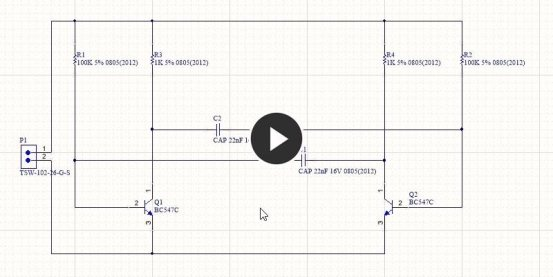 R1
100K 5% 0805(2012)
R3
1K 5% 0805(2012)
R4
1K 5% 0805(2012)
R2
100K 5% 0805(2012)
C2
CAP 22nF
P1
1
2
TSW-102-26-G-S
CAP 22nF 16V 0805(2012)
1
2
Q1
BC547C
3
1
Q2
2
BC547C
3